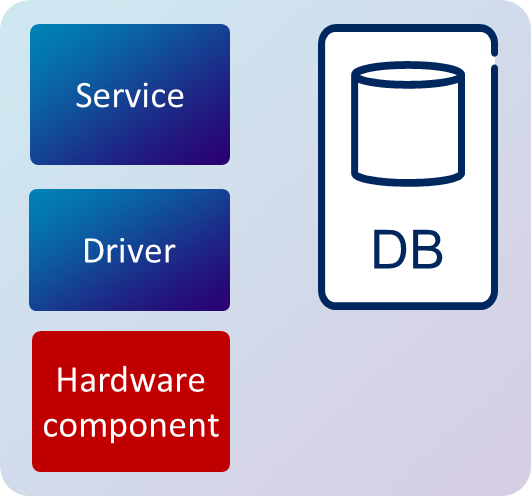 Service
DB
Driver
Hardware
component